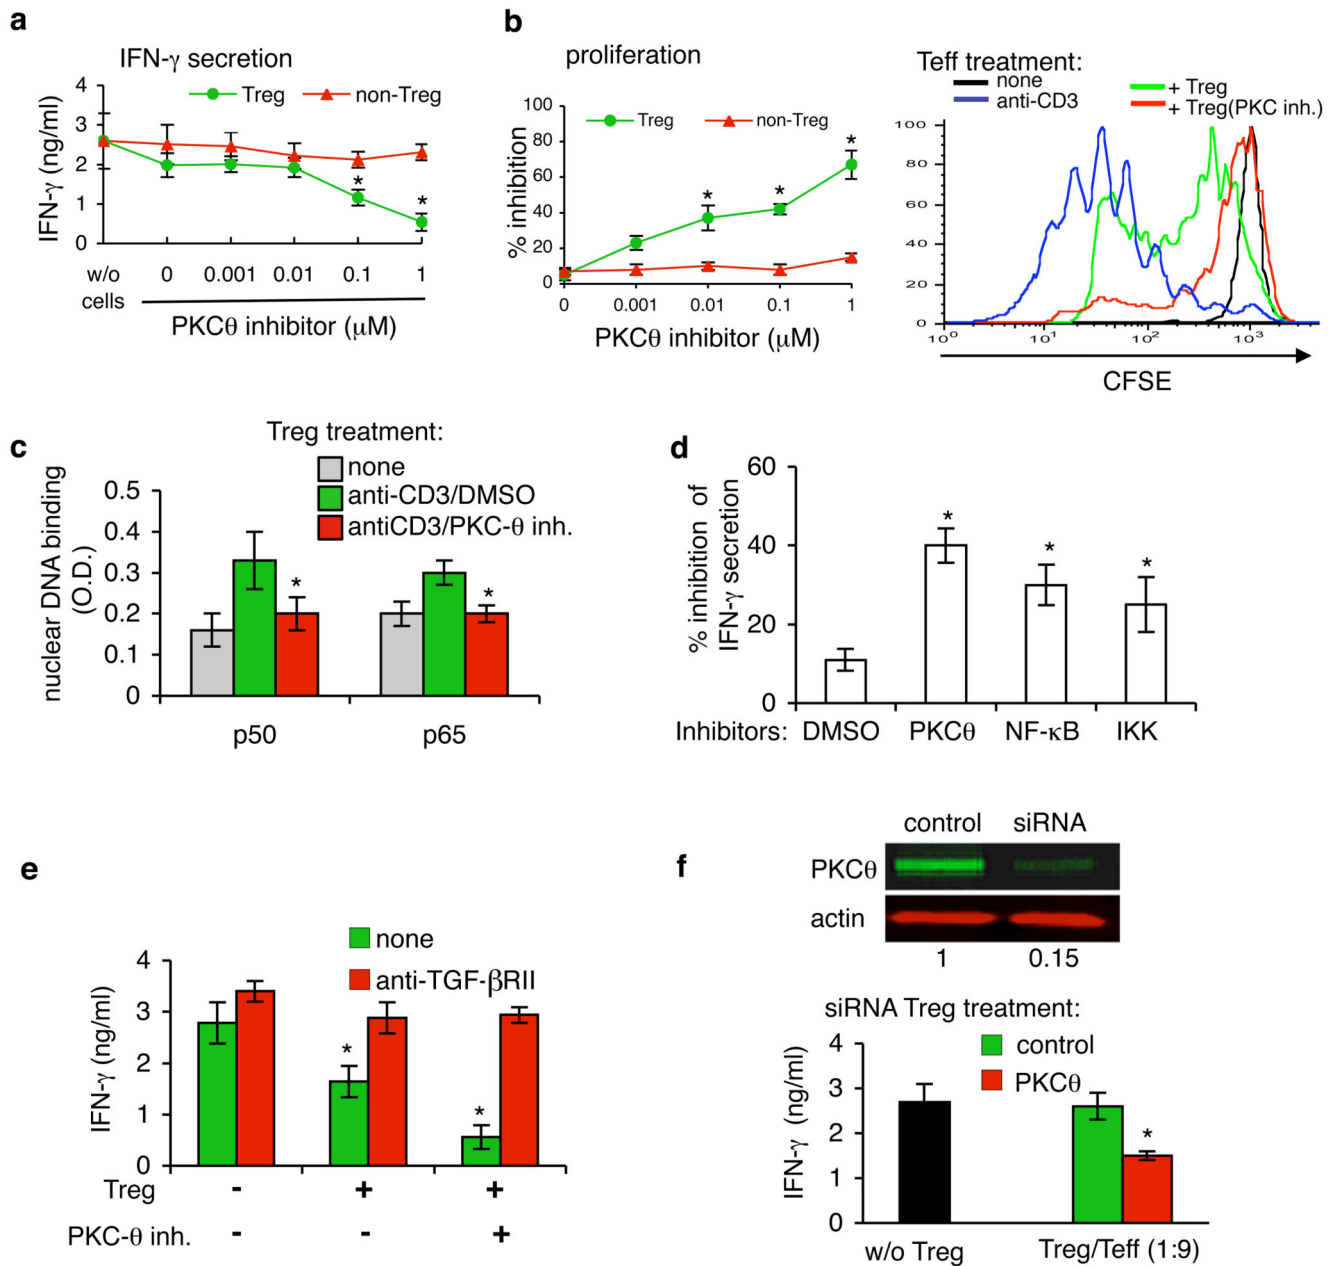 a
IFN-γ secretion
Treg non-Treg
IFN-γ (ng/ml)
4
3
2
1
0
w/o cells
0 0.001 0.01 0.1 1
* *
PKCθ inhibitor (μM)
b
proliferation
Treg non-Treg
% inhibition
100
80
60
40
20
0
* * *
0 0.001 0.01 0.1 1
PKCθ inhibitor (μM)
Teff treatment:
none
anti-CD3
+ Treg
+ Treg(PKC inh.)
100
80
60
40
20
0
10⁰ 10¹ 10² 10³
CFSE
c
Treg treatment:
none
anti-CD3/DMSO
antiCD3/PKC-θ inh.
nuclear DNA binding
(O.D.)
0.5
0.4
0.3
0.2
0.1
0
* *
p50 p65
d
% inhibition of
IFN-γ secretion
60
40
20
0
* * *
Inhibitors: DMSO PKCθ NF-κB IKK
e
none
anti-TGF-βRII
IFN-γ (ng/ml)
4
3
2
1
0
* *
Treg - + +
PKC-θ inh. - - +
f
control siRNA
PKCθ
actin
1 0.15
siRNA Treg treatment:
control
PKCθ
IFN-γ (ng/ml)
4
3
2
1
0
*
w/o Treg Treg/Teff (1:9)